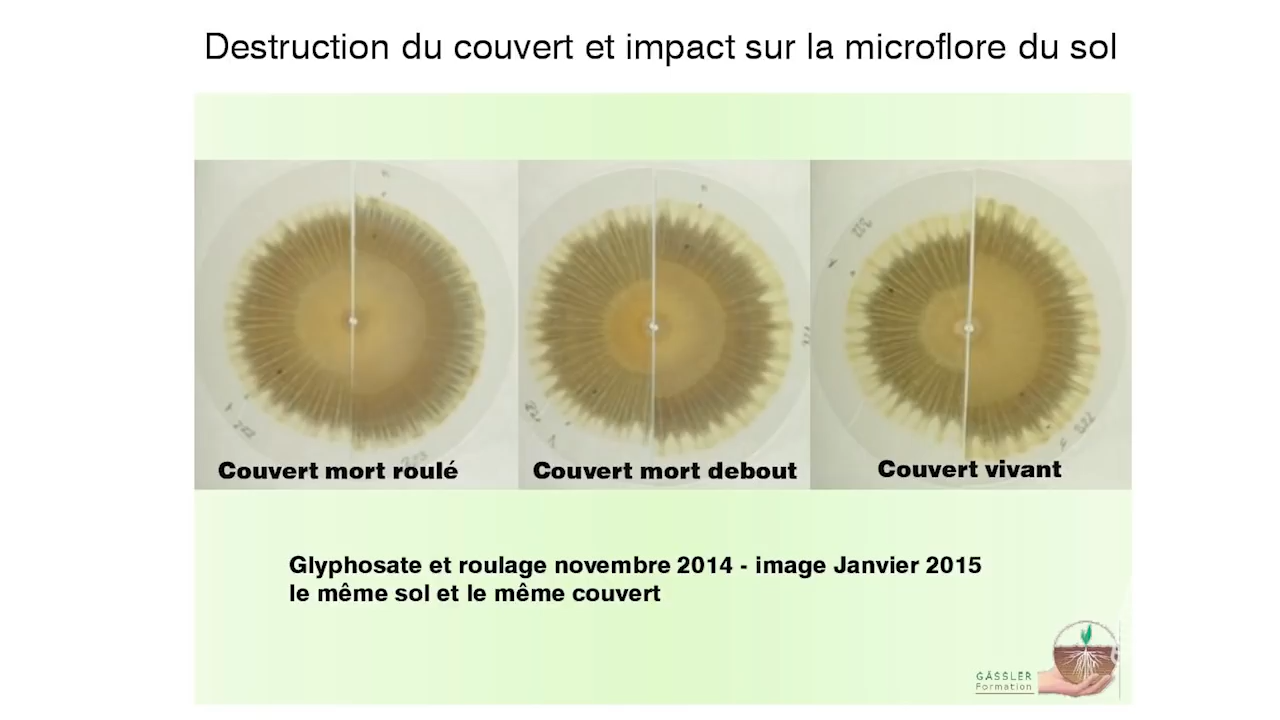 Destruction du couvert et impact sur la microflore du sol
Couvert mort roulé
Couvert mort debout
Couvert vivant
Glyphosate et roulage novembre 2014 - image Janvier 2015
le même sol et le même couvert
GÄSSLER
Formation